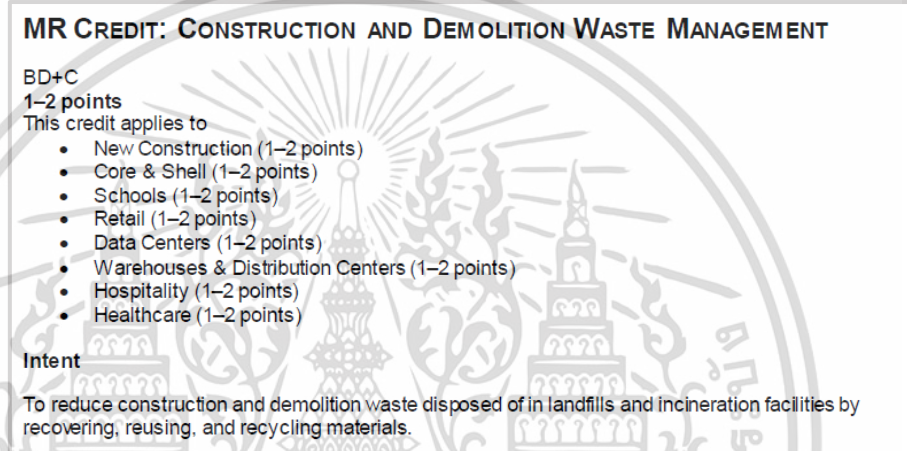 MR CREDIT: CONSTRUCTION AND DEMOLITION WASTE MANAGEMENT
BD+C
1–2 points
This credit applies to
• New Construction (1–2 points)
• Core & Shell (1–2 points)
• Schools (1–2 points)
• Retail (1–2 points)
• Data Centers (1–2 points)
• Warehouses & Distribution Centers (1–2 points)
• Hospitality (1–2 points)
• Healthcare (1–2 points)
Intent
To reduce construction and demolition waste disposed of in landfills and incineration facilities by
recovering, reusing, and recycling materials.